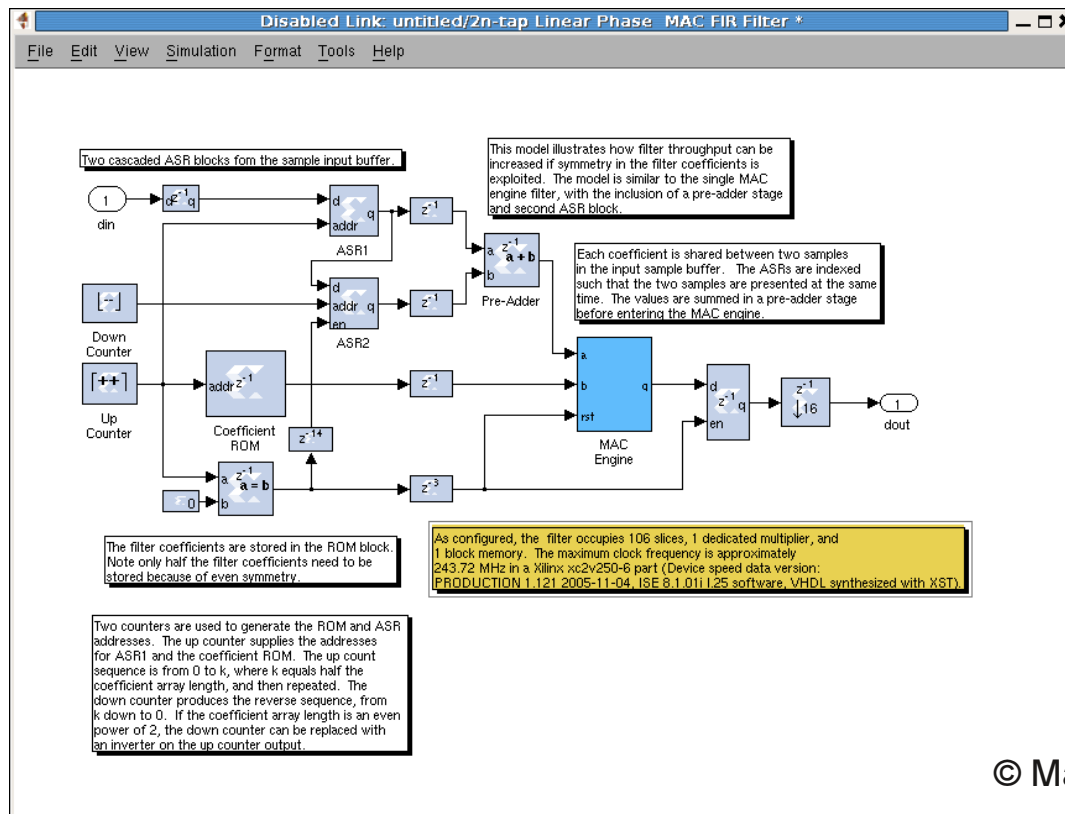 Disabled Link: untitled/2n-tap Linear Phase MAC FIR Filter *
File Edit View Simulation Format Tools Help
Two cascaded ASR blocks fom the sample input buffer.
This model illustrates how filter throughput can be
increased if symmetry in the filter coefficients is
exploited. The model is similar to the single MAC
engine filter, with the inclusion of a pre-adder stage
and second ASR block.
1
din
d z⁻¹ q
d
addr
q
ASR1
z⁻¹
a
b
z⁻¹
a + b
Pre-Adder
Each coefficient is shared between two samples
in the input sample buffer. The ASRs are indexed
such that the two samples are presented at the same
time. The values are summed in a pre-adder stage
before entering the MAC engine.
[--]
Down
Counter
d
addr
en
q
ASR2
z⁻¹
[++]
Up
Counter
addr z⁻¹
Coefficient
ROM
z⁻¹
a
b
rst
q
MAC
Engine
d
en
z⁻¹ q
z⁻¹
↓16
1
dout
z⁻¹⁴
a
b
z⁻¹
a = b
0
z⁻³
The filter coefficients are stored in the ROM block.
Note only half the filter coefficients need to be
stored because of even symmetry.
As configured, the filter occupies 106 slices, 1 dedicated multiplier, and
1 block memory. The maximum clock frequency is approximately
243.72 MHz in a Xilinx xc2v250-6 part (Device speed data version:
PRODUCTION 1.121 2005-11-04, ISE 8.1.01i I.25 software, VHDL synthesized with XST).
Two counters are used to generate the ROM and ASR
addresses. The up counter supplies the addresses
for ASR1 and the coefficient ROM. The up count
sequence is from 0 to k, where k equals half the
coefficient array length, and then repeated. The
down counter produces the reverse sequence, from
k down to 0. If the coefficient array length is an even
power of 2, the down counter can be replaced with
an inverter on the up counter output.
© Ma